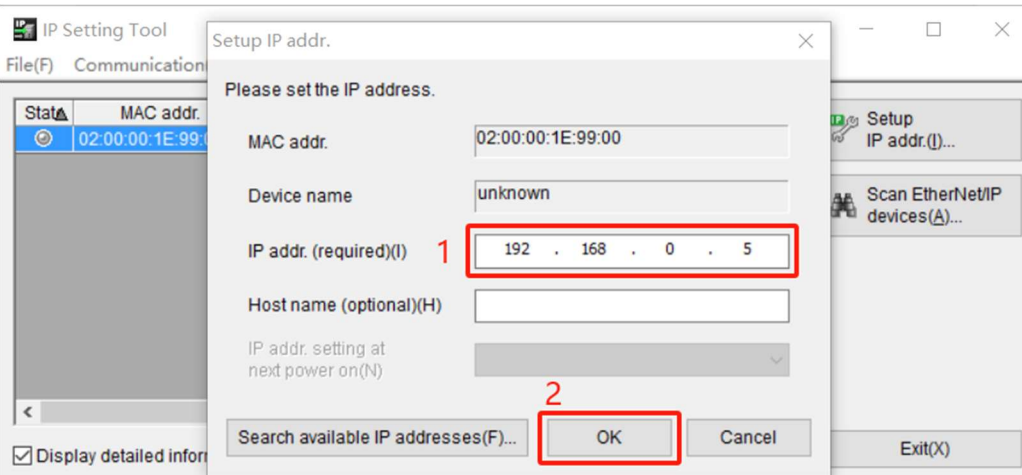 IP Setting Tool
File(F) Communication
Stat MAC addr.
02:00:00:1E:99:0
Setup IP addr.
Please set the IP address.
MAC addr. 02:00:00:1E:99:00
Device name unknown
IP addr. (required)(I) 1 192 . 168 . 0 . 5
Host name (optional)(H)
IP addr. setting at
next power on(N)
2
Search available IP addresses(F)... OK Cancel
Setup
IP addr.(I)...
Scan EtherNet/IP
devices(A)...
Display detailed infor
Exit(X)